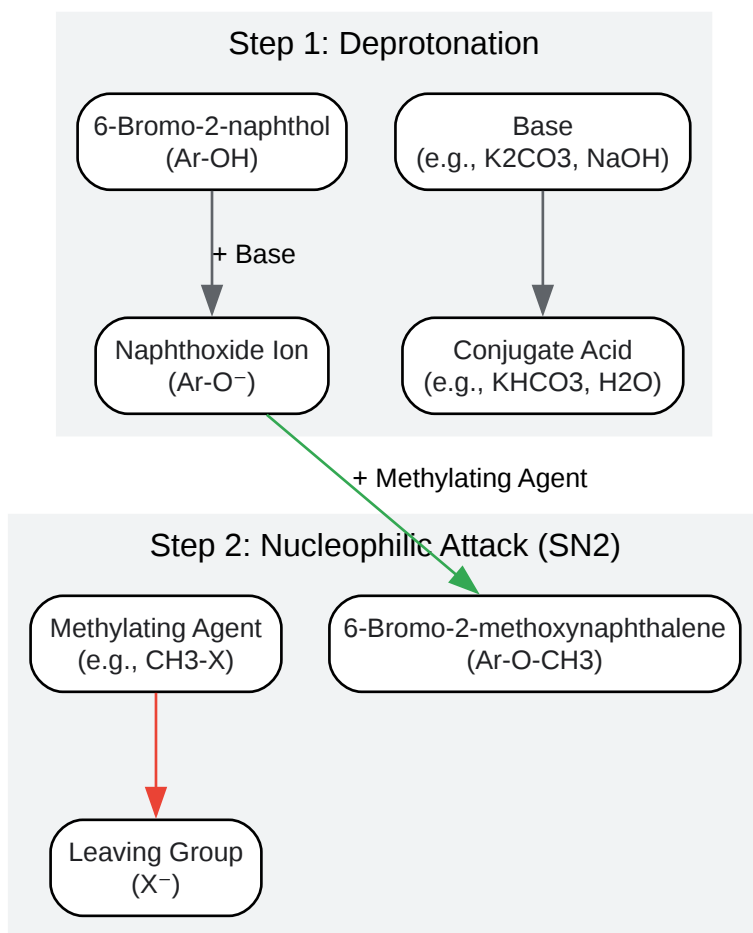 Step 1: Deprotonation
6-Bromo-2-naphthol
(Ar-OH)
Base
(e.g., K2CO3, NaOH)
+ Base
Naphthoxide Ion
(Ar-O⁻)
Conjugate Acid
(e.g., KHCO3, H2O)
+ Methylating Agent
Step 2: Nucleophilic Attack (SN2)
Methylating Agent
(e.g., CH3-X)
6-Bromo-2-methoxynaphthalene
(Ar-O-CH3)
Leaving Group
(X⁻)